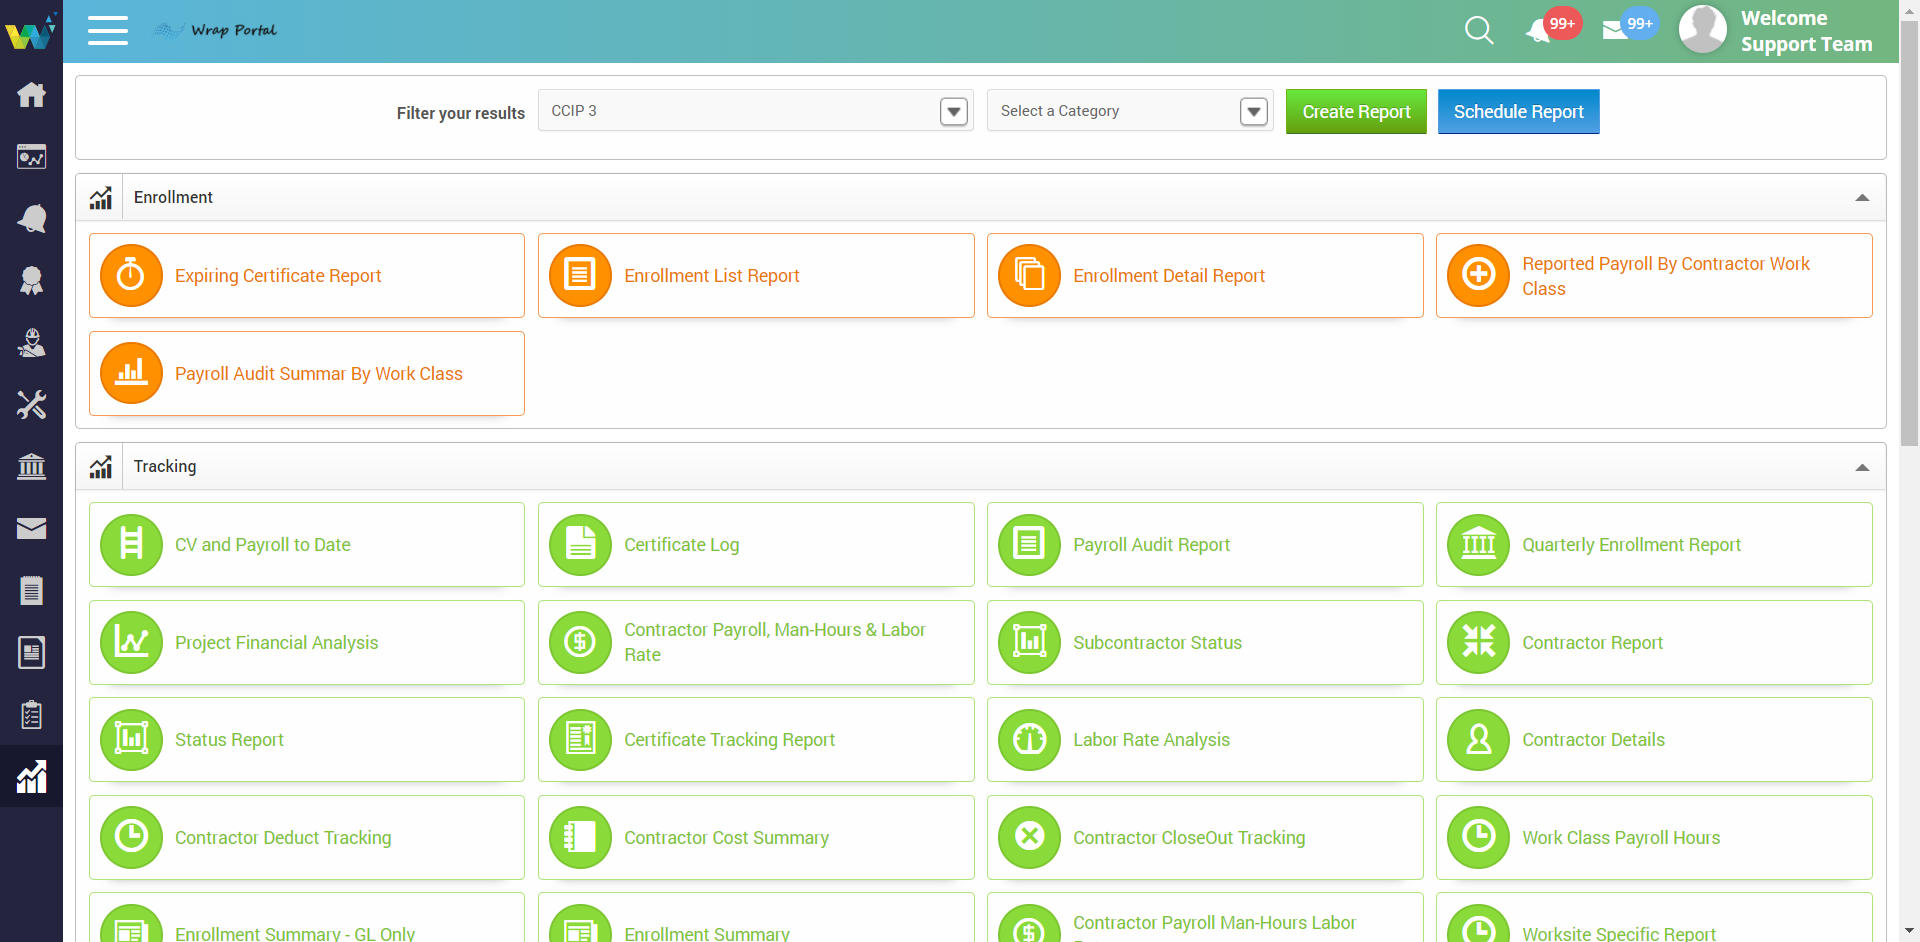 Wrap Portal
99+
99+
Welcome
Support Team
Filter your results
CCIP 3
Select a Category
Create Report
Schedule Report
Enrollment
Expiring Certificate Report
Enrollment List Report
Enrollment Detail Report
Reported Payroll By Contractor Work
Class
Payroll Audit Summar By Work Class
Tracking
CV and Payroll to Date
Certificate Log
Payroll Audit Report
Quarterly Enrollment Report
Project Financial Analysis
Contractor Payroll, Man-Hours & Labor
Rate
Subcontractor Status
Contractor Report
Status Report
Certificate Tracking Report
Labor Rate Analysis
Contractor Details
Contractor Deduct Tracking
Contractor Cost Summary
Contractor CloseOut Tracking
Work Class Payroll Hours
Enrollment Summary - GL Only
Enrollment Summary
Contractor Payroll Man-Hours Labor
Worksite Specific Report